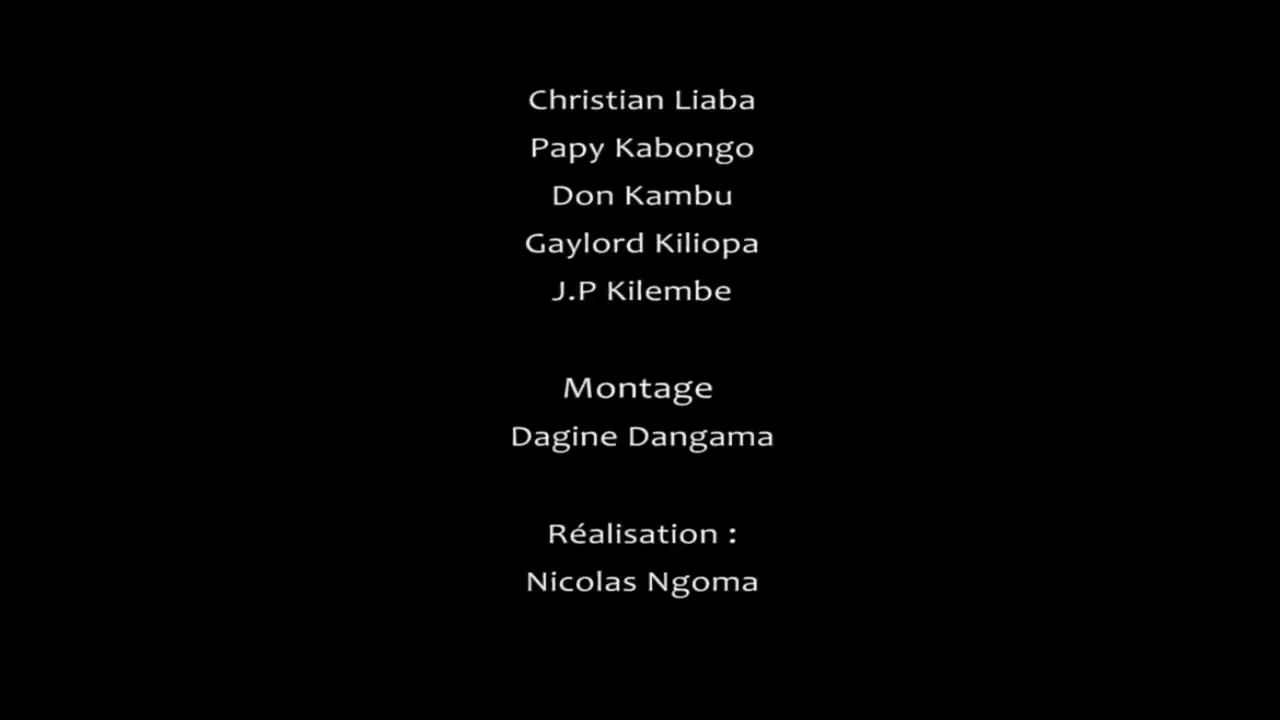 Christian Liaba
Papy Kabongo
Don Kambu
Gaylord Kiliopa
J.P Kilembe
Montage
Dagine Dangama
Réalisation :
Nicolas Ngoma